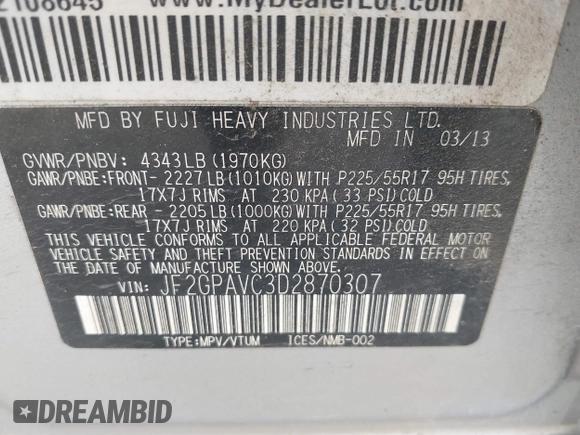 2108645
www.MyDealerLot.com
MFD BY FUJI HEAVY INDUSTRIES LTD.
MFD IN 03/13
GVWR/PNBV: 4343LB (1970KG)
GAWR/PNBE:FRONT- 2227LB(1010KG)WITH P225/55R17 95H TIRES,
17X7J RIMS AT 230 KPA (33 PSI)COLD
GAWR/PNBE:REAR - 2205LB(1000KG)WITH P225/55R17 95H TIRES,
17X7J RIMS AT 220 KPA(32 PSI)COLD
THIS VEHICLE CONFORMS TO ALL APPLICABLE FEDERAL MOTOR
VEHICLE SAFETY BUMPER, AND THEFT PREVENTION STANDARDS
IN EFFECT ON THE DATE OF MANUFACTURE SHOWN ABOVE.
VIN: JF2GPAVC3D2870307
TYPE:MPV/VTUM ICES/NMB-002
DREAMBID
DREAMBID